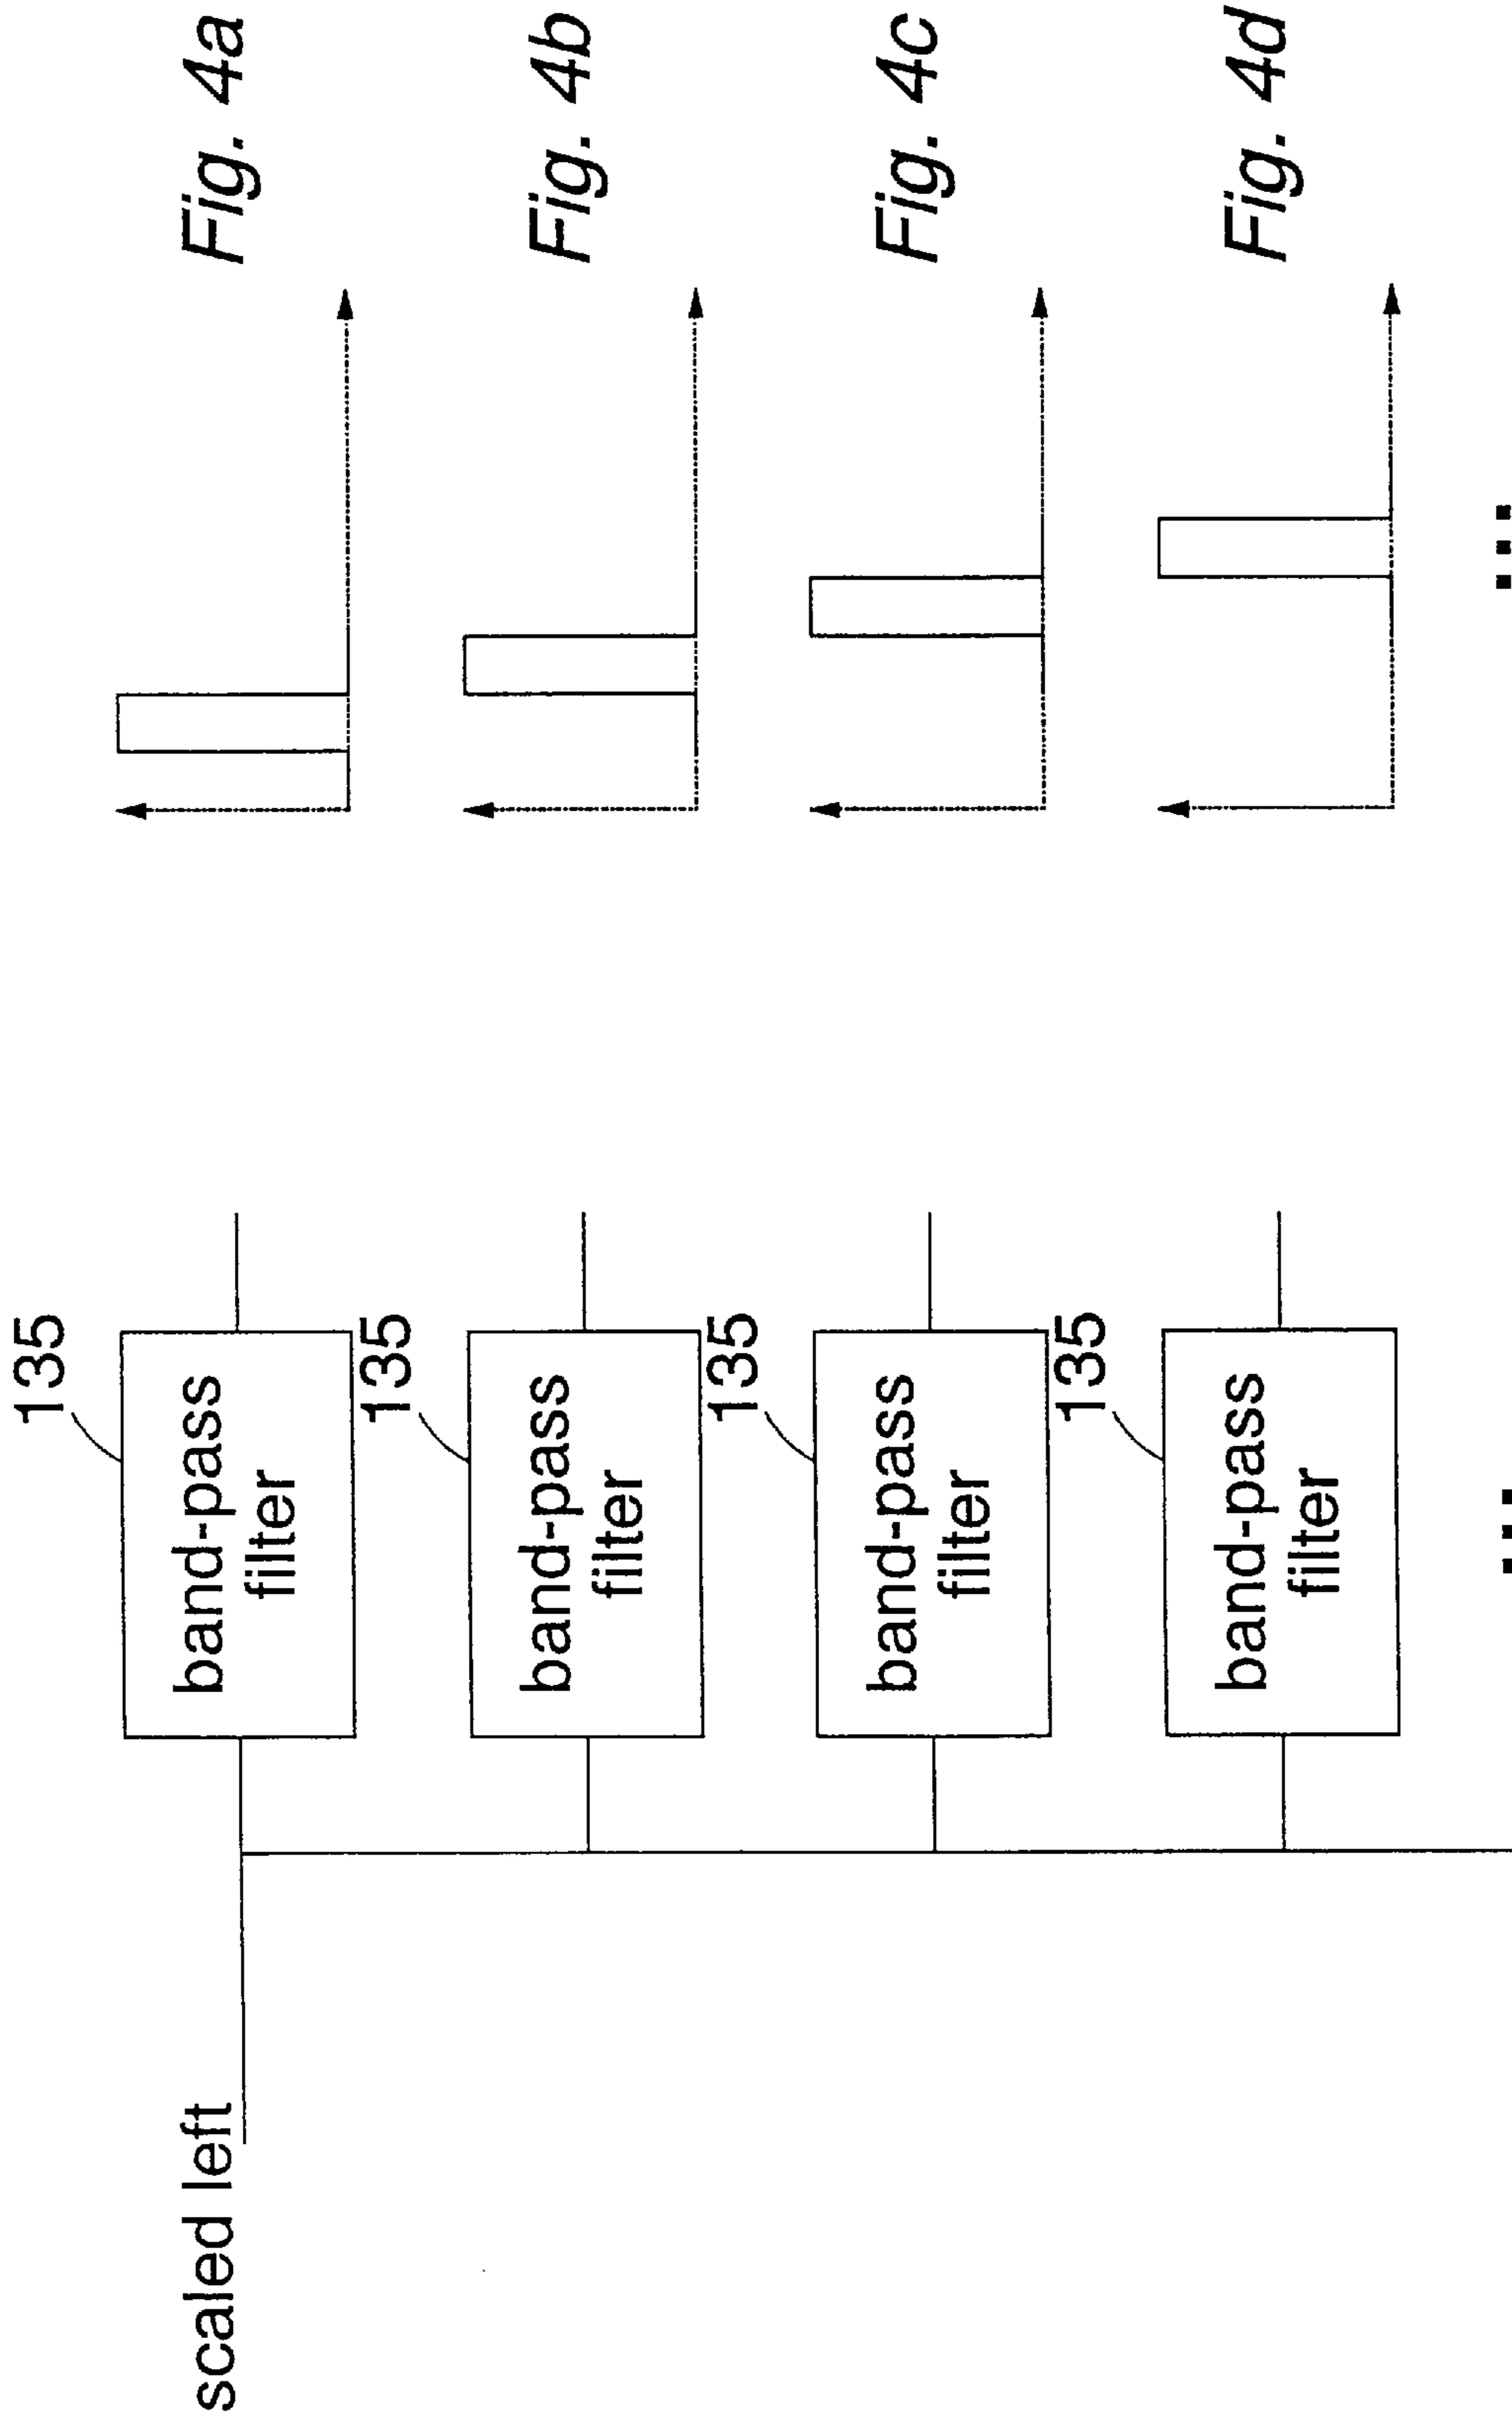 scaled left
135
band-pass
filter
Fig. 4a
135
band-pass
filter
Fig. 4b
135
band-pass
filter
Fig. 4c
135
band-pass
filter
Fig. 4d